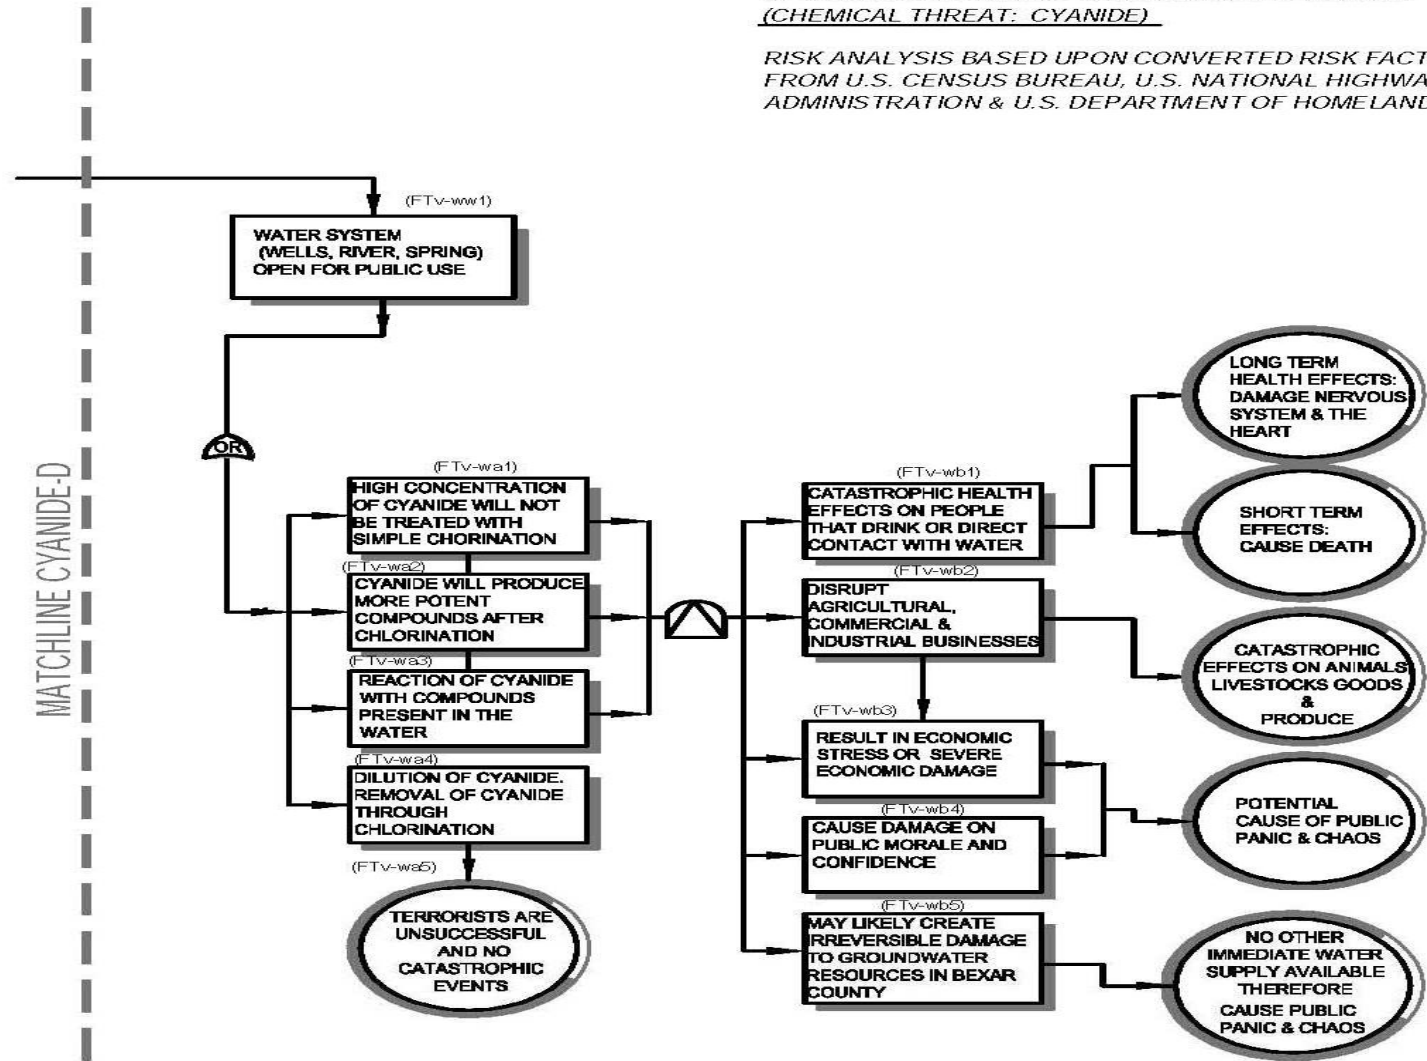 (CHEMICAL THREAT: CYANIDE)
RISK ANALYSIS BASED UPON CONVERTED RISK FACT
FROM U.S. CENSUS BUREAU, U.S. NATIONAL HIGHWA
ADMINISTRATION & U.S. DEPARTMENT OF HOMELAND
MATCHLINE CYANIDE-D
(FTv-ww1)
WATER SYSTEM
(WELLS, RIVER, SPRING)
OPEN FOR PUBLIC USE
OR
(FTv-wa1)
HIGH CONCENTRATION
OF CYANIDE WILL NOT
BE TREATED WITH
SIMPLE CHORINATION
(FTv-wa2)
CYANIDE WILL PRODUCE
MORE POTENT
COMPOUNDS AFTER
CHLORINATION
(FTv-wa3)
REACTION OF CYANIDE
WITH COMPOUNDS
PRESENT IN THE
WATER
(FTv-wa4)
DILUTION OF CYANIDE.
REMOVAL OF CYANIDE
THROUGH
CHLORINATION
(FTv-wa5)
TERRORISTS ARE
UNSUCCESSFUL
AND NO
CATASTROPHIC
EVENTS
(FTv-wb1)
CATASTROPHIC HEALTH
EFFECTS ON PEOPLE
THAT DRINK OR DIRECT
CONTACT WITH WATER
(FTv-wb2)
DISRUPT
AGRICULTURAL,
COMMERCIAL &
INDUSTRIAL BUSINESSES
(FTv-wb3)
RESULT IN ECONOMIC
STRESS OR SEVERE
ECONOMIC DAMAGE
(FTv-wb4)
CAUSE DAMAGE ON
PUBLIC MORALE AND
CONFIDENCE
(FTv-wb5)
MAY LIKELY CREATE
IRREVERSIBLE DAMAGE
TO GROUNDWATER
RESOURCES IN BEXAR
COUNTY
LONG TERM
HEALTH EFFECTS:
DAMAGE NERVOUS
SYSTEM & THE
HEART
SHORT TERM
EFFECTS:
CAUSE DEATH
CATASTROPHIC
EFFECTS ON ANIMALS
LIVESTOCKS GOODS
&
PRODUCE
POTENTIAL
CAUSE OF PUBLIC
PANIC & CHAOS
NO OTHER
IMMEDIATE WATER
SUPPLY AVAILABLE
THEREFORE
CAUSE PUBLIC
PANIC & CHAOS